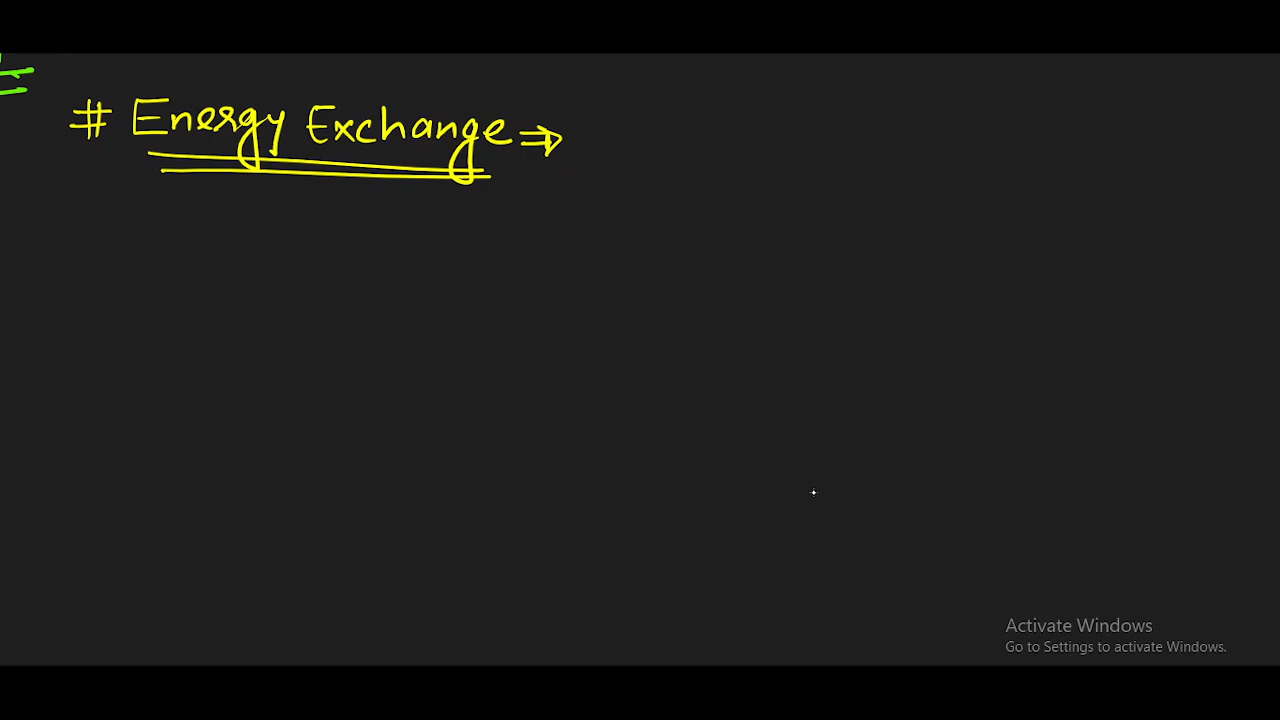 # Energy Exchange ⇒
Activate Windows
Go to Settings to activate Windows.